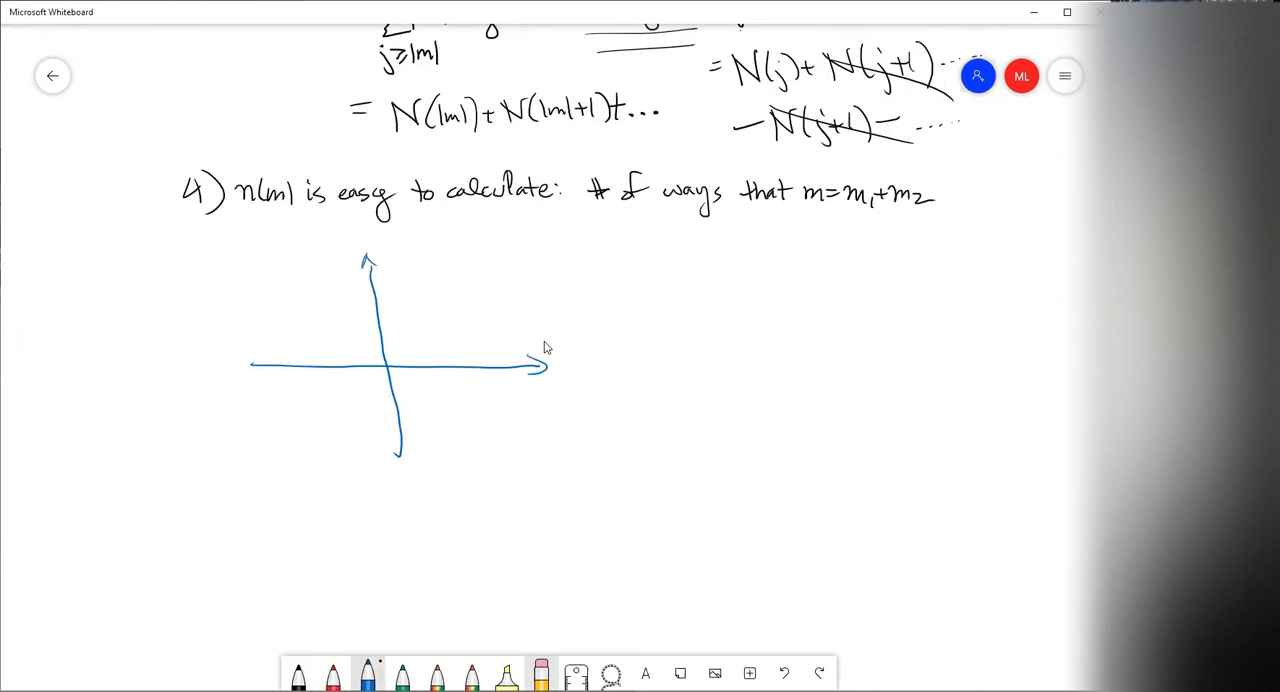 Microsoft Whiteboard
j≥|m|
= N(j)+N(j+1)....
= N(|m|)+N(|m|+1)+...
-N(j+1)-.....
4) n(m) is easy to calculate: # of ways that m=m₁+m₂
ML
A